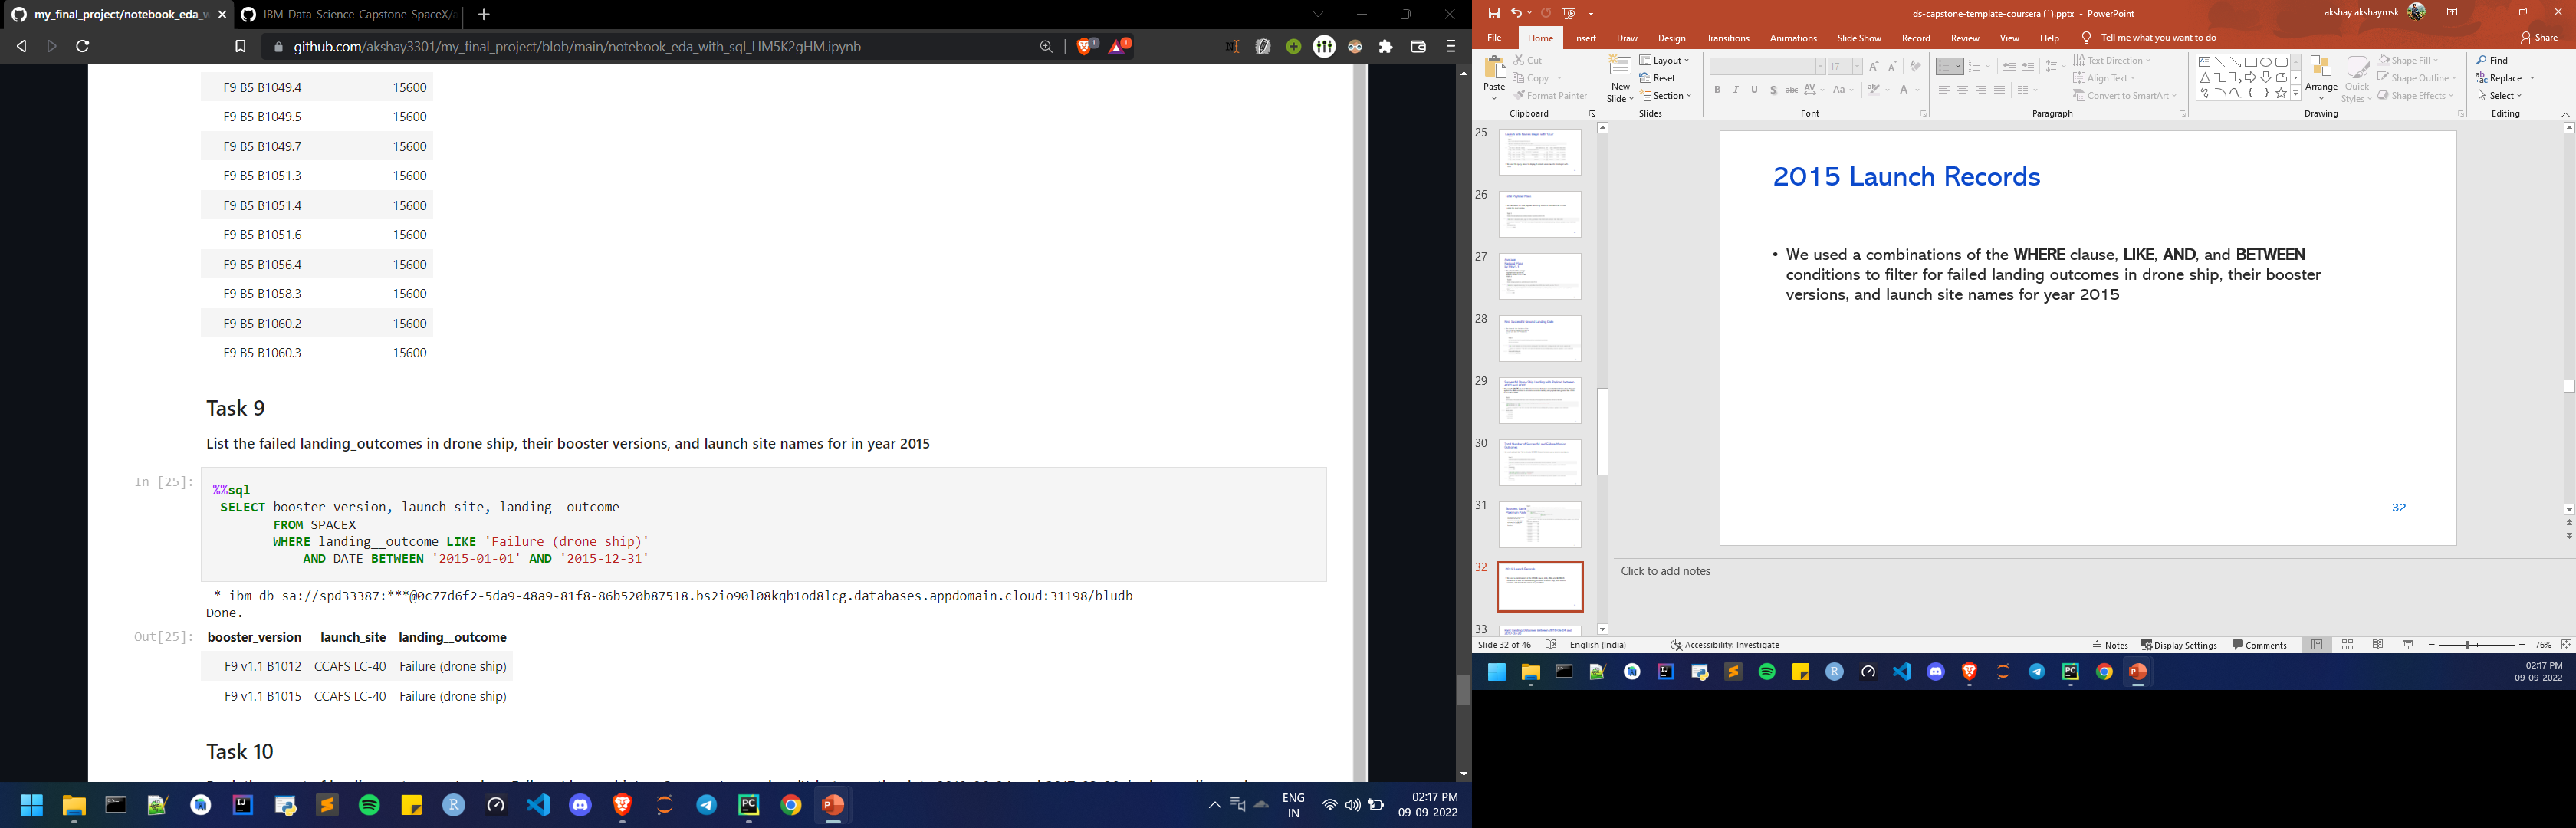 my_final_project/notebook_eda_w
IBM-Data-Science-Capstone-SpaceX/a
github.com/akshay3301/my_final_project/blob/main/notebook_eda_with_sql_LlM5K2gHM.ipynb
F9 B5 B1049.4 15600
F9 B5 B1049.5 15600
F9 B5 B1049.7 15600
F9 B5 B1051.3 15600
F9 B5 B1051.4 15600
F9 B5 B1051.6 15600
F9 B5 B1056.4 15600
F9 B5 B1058.3 15600
F9 B5 B1060.2 15600
F9 B5 B1060.3 15600
Task 9
List the failed landing_outcomes in drone ship, their booster versions, and launch site names for in year 2015
In [25]:
%%sql
SELECT booster_version, launch_site, landing__outcome
FROM SPACEX
WHERE landing__outcome LIKE 'Failure (drone ship)'
AND DATE BETWEEN '2015-01-01' AND '2015-12-31'
* ibm_db_sa://spd33387:***@0c77d6f2-5da9-48a9-81f8-86b520b87518.bs2io90l08kqb1od8lcg.databases.appdomain.cloud:31198/bludb
Done.
Out[25]:
booster_version launch_site landing__outcome
F9 v1.1 B1012 CCAFS LC-40 Failure (drone ship)
F9 v1.1 B1015 CCAFS LC-40 Failure (drone ship)
Task 10
ENG
IN
02:17 PM
09-09-2022
ds-capstone-template-coursera (1).pptx - PowerPoint
akshay akshaymsk
File Home Insert Draw Design Transitions Animations Slide Show Record Review View Help Tell me what you want to do Share
Paste
Cut
Copy
Format Painter
Clipboard
New
Slide
Layout
Reset
Section
Slides
17
Font
Text Direction
Align Text
Convert to SmartArt
Paragraph
Arrange
Quick
Styles
Shape Fill
Shape Outline
Shape Effects
Drawing
Find
Replace
Select
Editing
25
26
27
28
29
30
31
32
33
2015 Launch Records
• We used a combinations of the WHERE clause, LIKE, AND, and BETWEEN
conditions to filter for failed landing outcomes in drone ship, their booster
versions, and launch site names for year 2015
32
Click to add notes
Slide 32 of 46 English (India) Accessibility: Investigate
Notes Display Settings Comments 76%
02:17 PM
09-09-2022